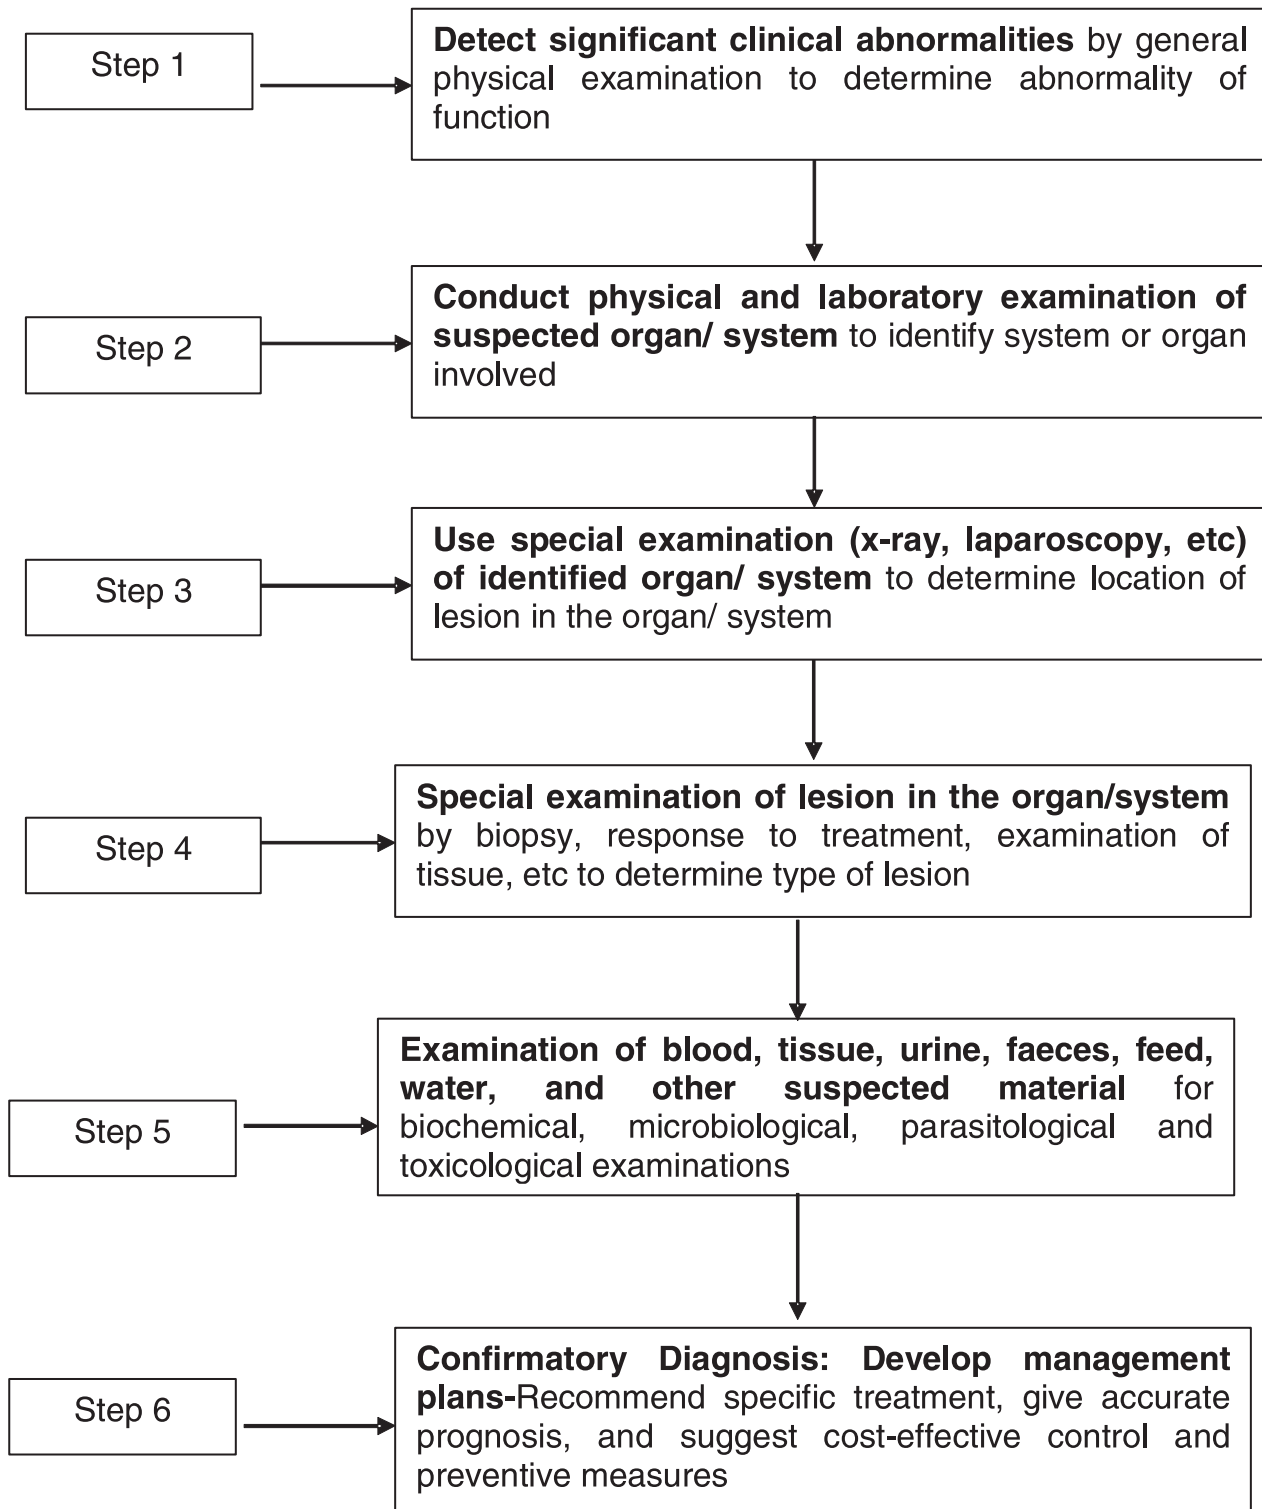 Step 1
Detect significant clinical abnormalities by general
physical examination to determine abnormality of
function
Step 2
Conduct physical and laboratory examination of
suspected organ/ system to identify system or organ
involved
Step 3
Use special examination (x-ray, laparoscopy, etc)
of identified organ/ system to determine location of
lesion in the organ/ system
Step 4
Special examination of lesion in the organ/system
by biopsy, response to treatment, examination of
tissue, etc to determine type of lesion
Step 5
Examination of blood, tissue, urine, faeces, feed,
water, and other suspected material for
biochemical, microbiological, parasitological and
toxicological examinations
Step 6
Confirmatory Diagnosis: Develop management
plans-Recommend specific treatment, give accurate
prognosis, and suggest cost-effective control and
preventive measures